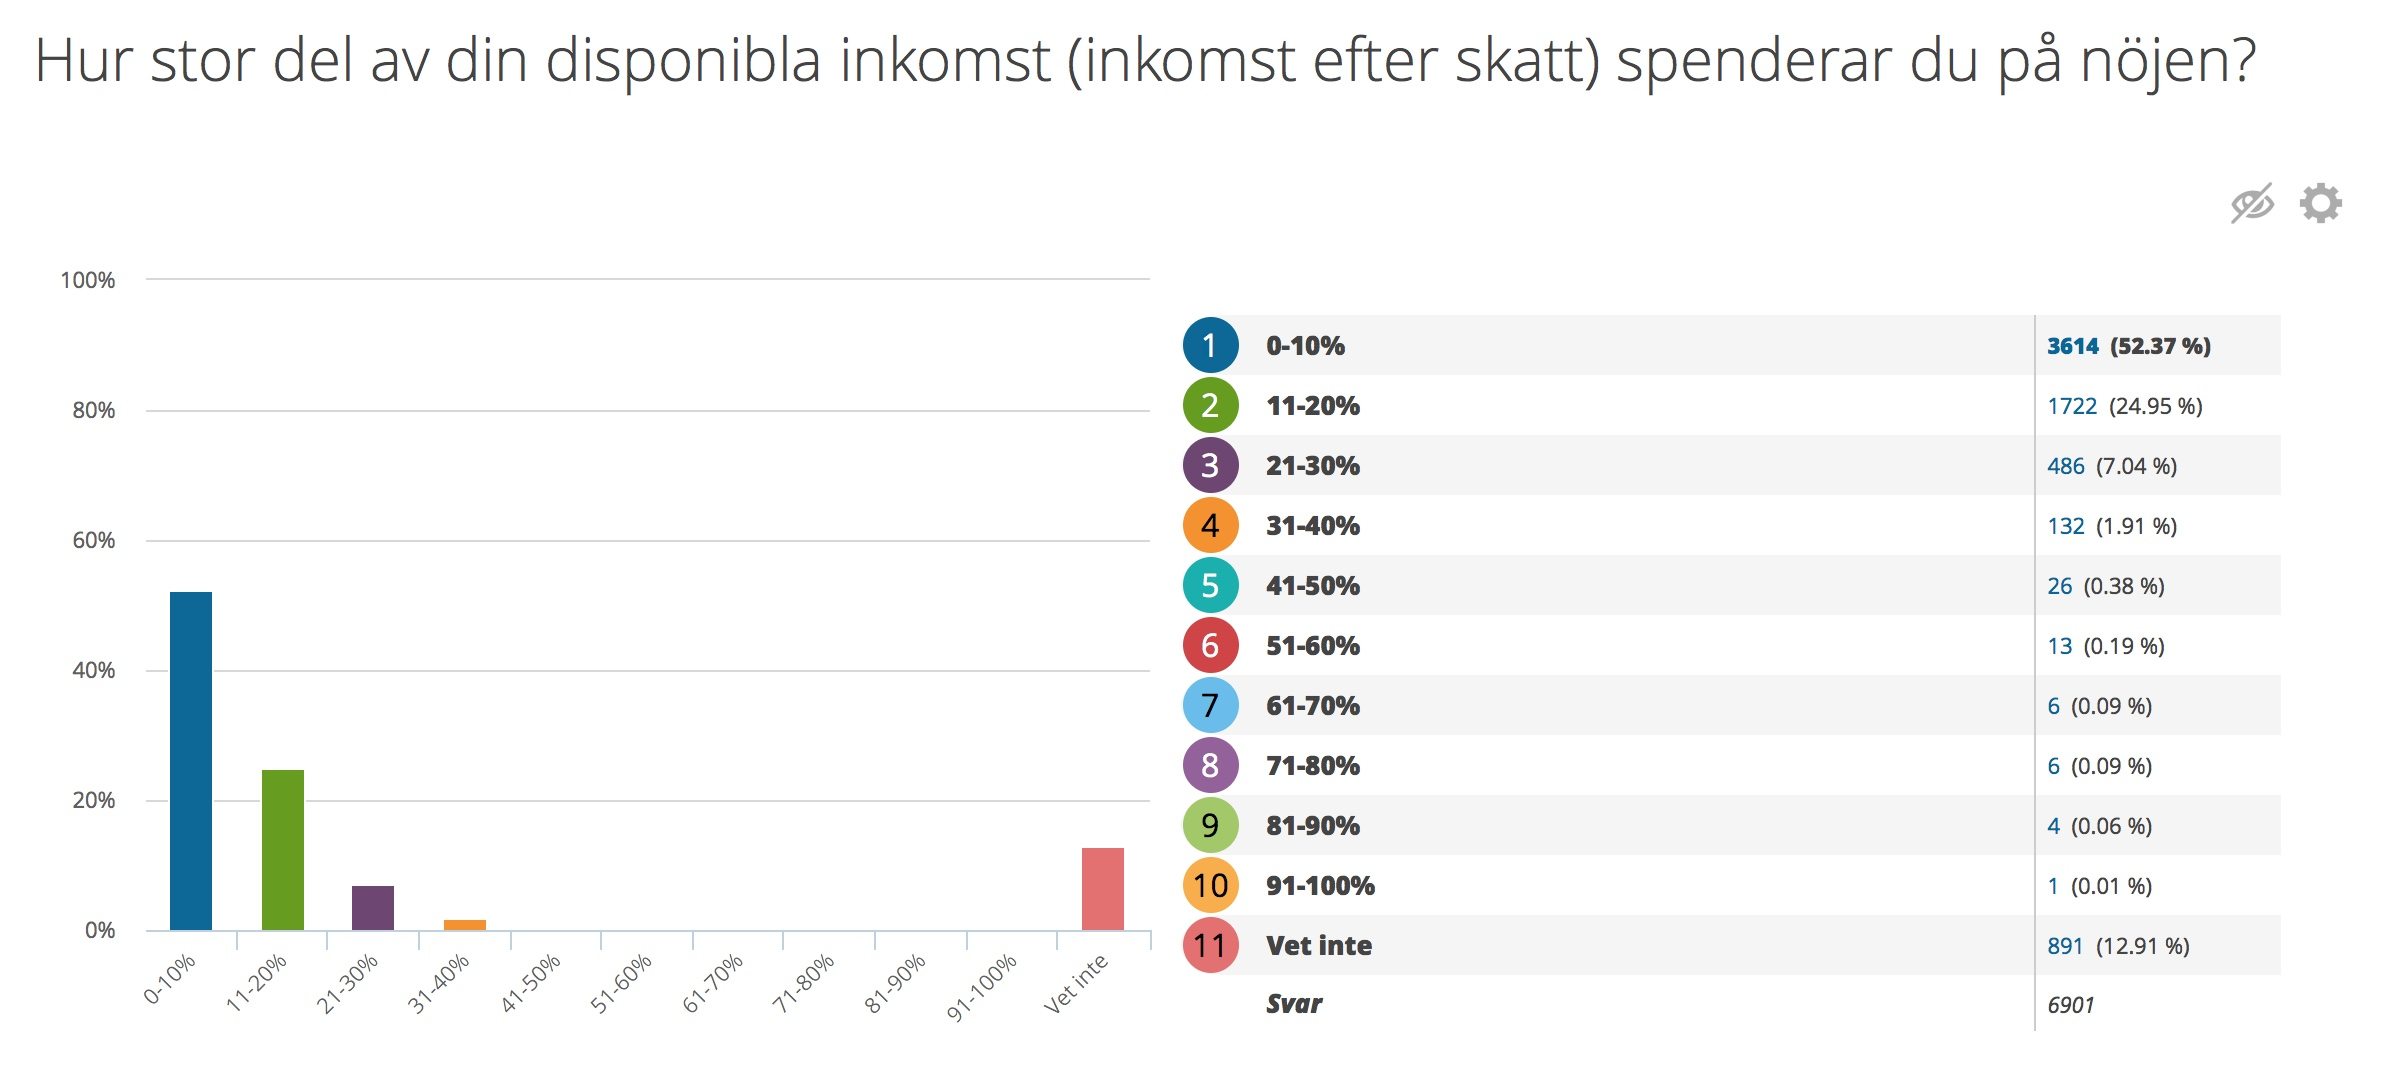 Hur stor del av din disponibla inkomst (inkomst efter skatt) spenderar du på nöjen?
100%
80%
60%
40%
20%
0%
0-10%
11-20%
21-30%
31-40%
41-50%
51-60%
61-70%
71-80%
81-90%
91-100%
Vet inte
1 0-10% 3614 (52.37 %)
2 11-20% 1722 (24.95 %)
3 21-30% 486 (7.04 %)
4 31-40% 132 (1.91 %)
5 41-50% 26 (0.38 %)
6 51-60% 13 (0.19 %)
7 61-70% 6 (0.09 %)
8 71-80% 6 (0.09 %)
9 81-90% 4 (0.06 %)
10 91-100% 1 (0.01 %)
11 Vet inte 891 (12.91 %)
Svar 6901